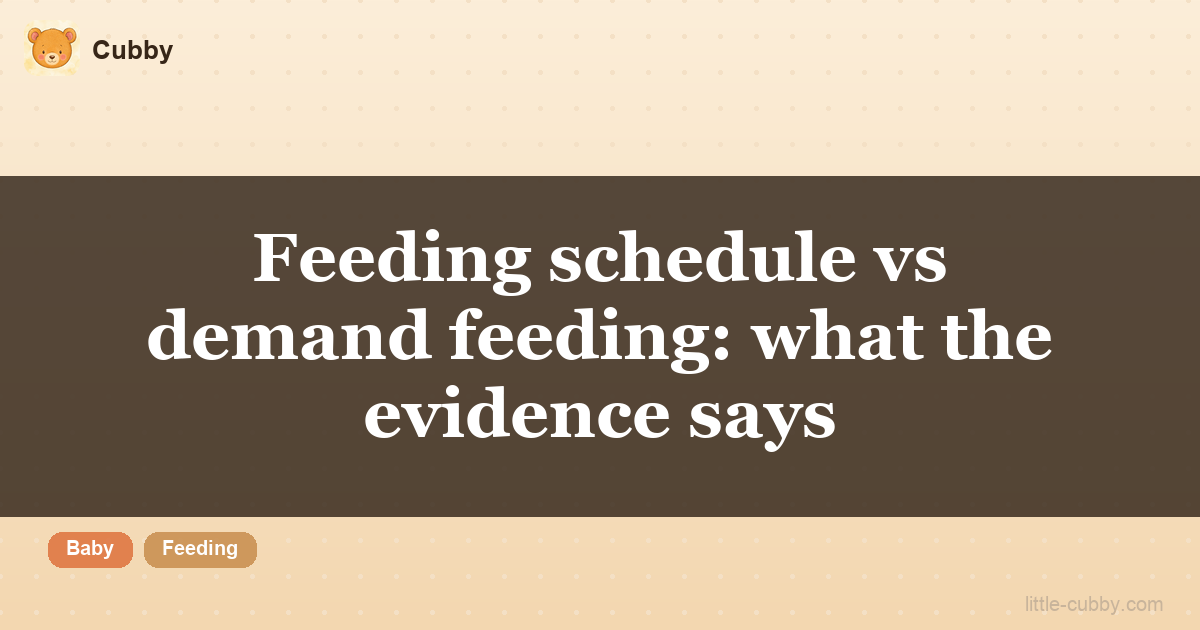 Cubby
Feeding schedule vs
demand feeding: what the
evidence says
Baby
Feeding
little-cubby.com